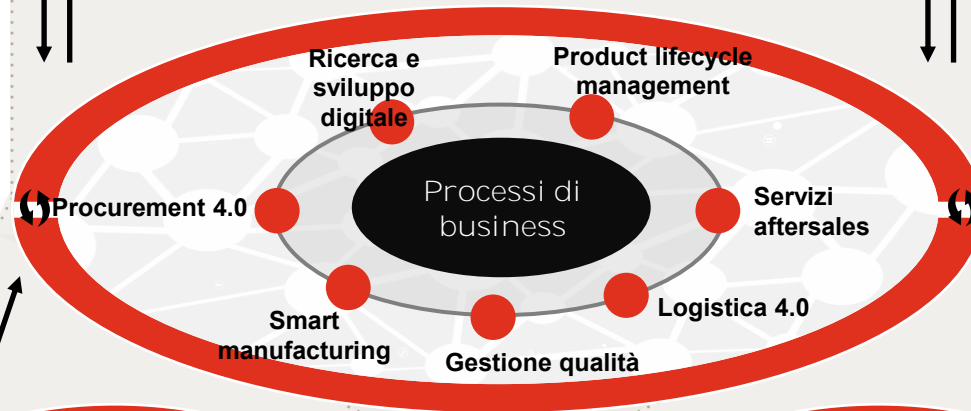 Ricerca e
sviluppo
digitale
Product lifecycle
management
Procurement 4.0
Processi di
business
Servizi
aftersales
Smart
manufacturing
Logistica 4.0
Gestione qualità